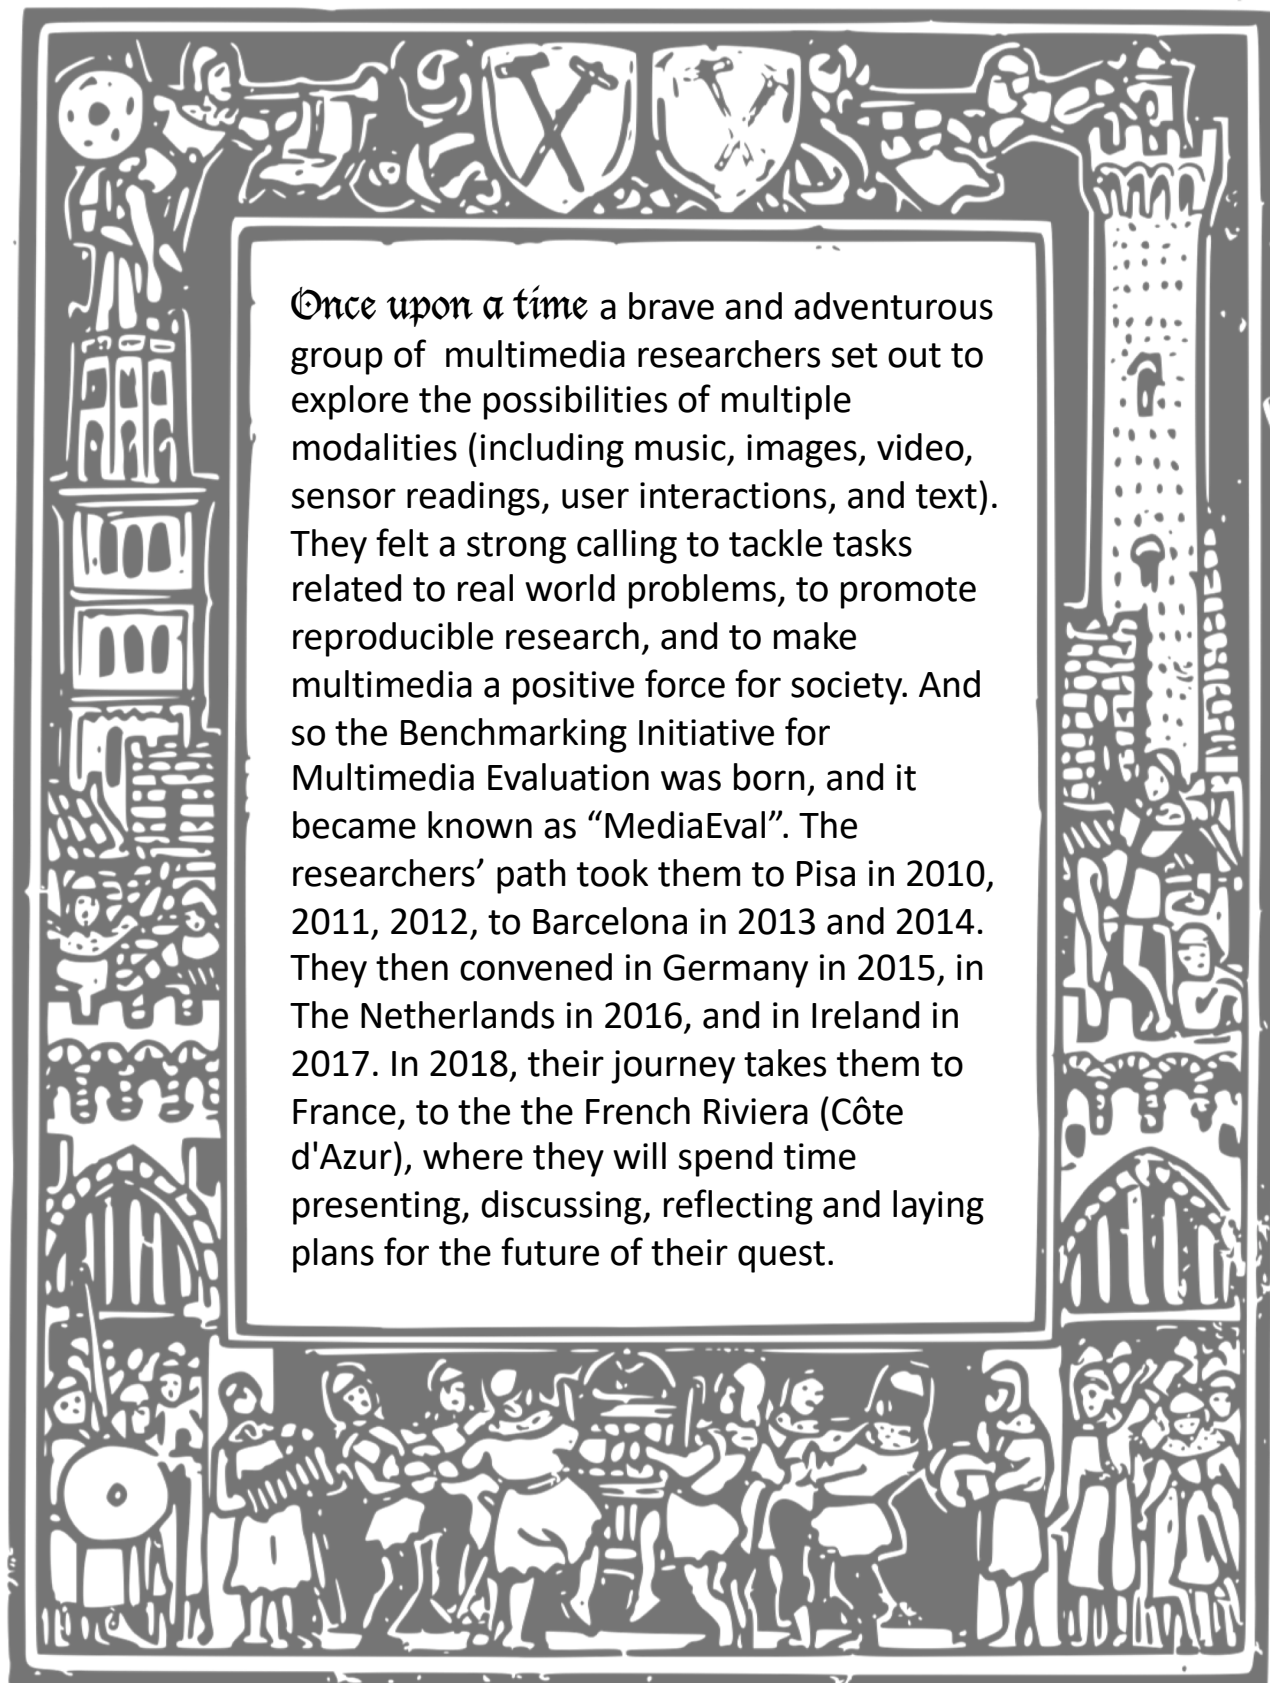 Once upon a time a brave and adventurous
group of  multimedia researchers set out to
explore the possibilities of multiple
modalities (including music, images, video,
sensor readings, user interactions, and text).
They felt a strong calling to tackle tasks
related to real world problems, to promote
reproducible research, and to make
multimedia a positive force for society. And
so the Benchmarking Initiative for
Multimedia Evaluation was born, and it
became known as “MediaEval”. The
researchers’ path took them to Pisa in 2010,
2011, 2012, to Barcelona in 2013 and 2014.
They then convened in Germany in 2015, in
The Netherlands in 2016, and in Ireland in
2017. In 2018, their journey takes them to
France, to the the French Riviera (Côte
d'Azur), where they will spend time
presenting, discussing, reflecting and laying
plans for the future of their quest.